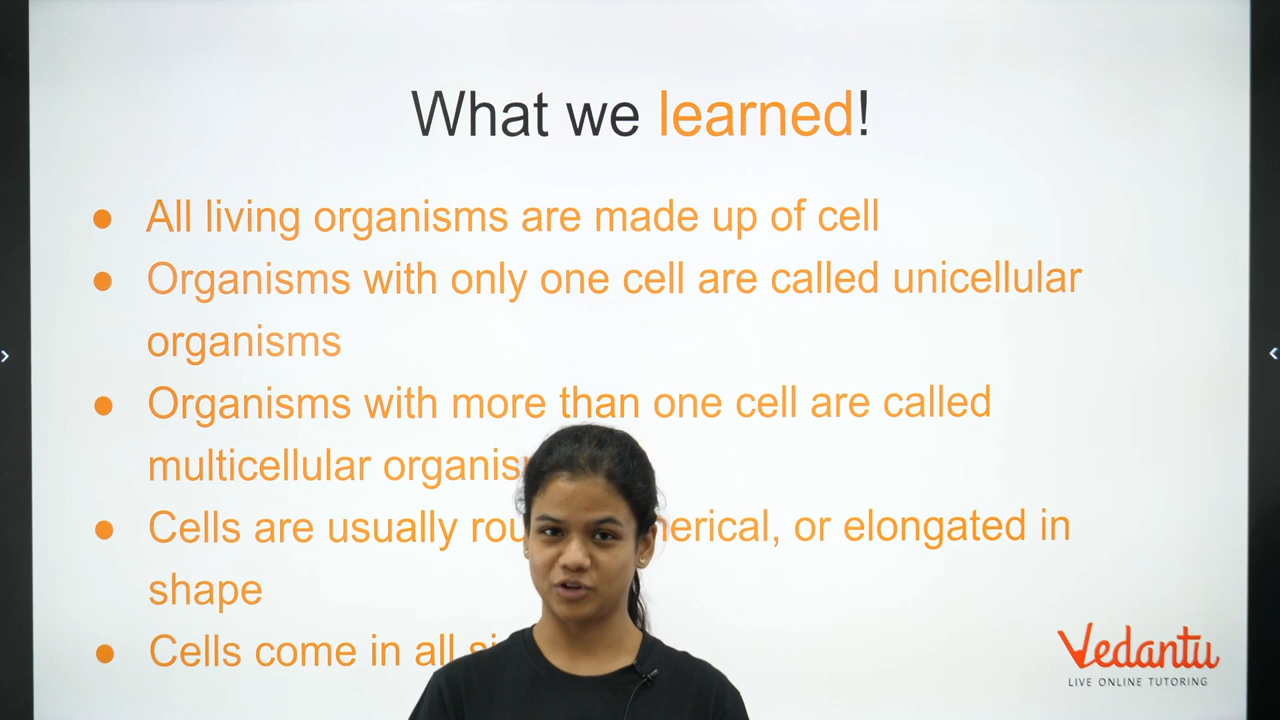 What we learned!
● All living organisms are made up of cell
● Organisms with only one cell are called unicellular
organisms
● Organisms with more than one cell are called
multicellular
● Cells are usually or elongated in
shape
● Cells come in all
Vedantu
LIVE ONLINE TUTORING